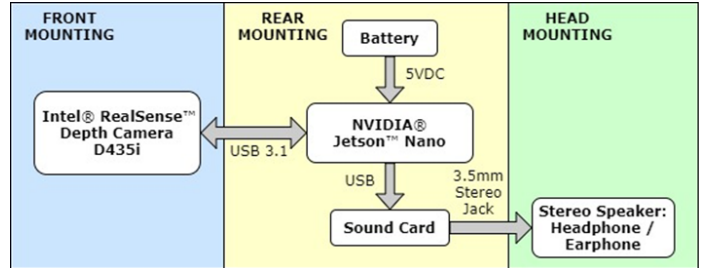 FRONT
MOUNTING
REAR
MOUNTING
HEAD
MOUNTING
Battery
5VDC
Intel® RealSense™
Depth Camera
D435i
USB 3.1
NVIDIA®
Jetson™ Nano
USB
3.5mm
Stereo
Jack
Sound Card
Stereo Speaker:
Headphone /
Earphone